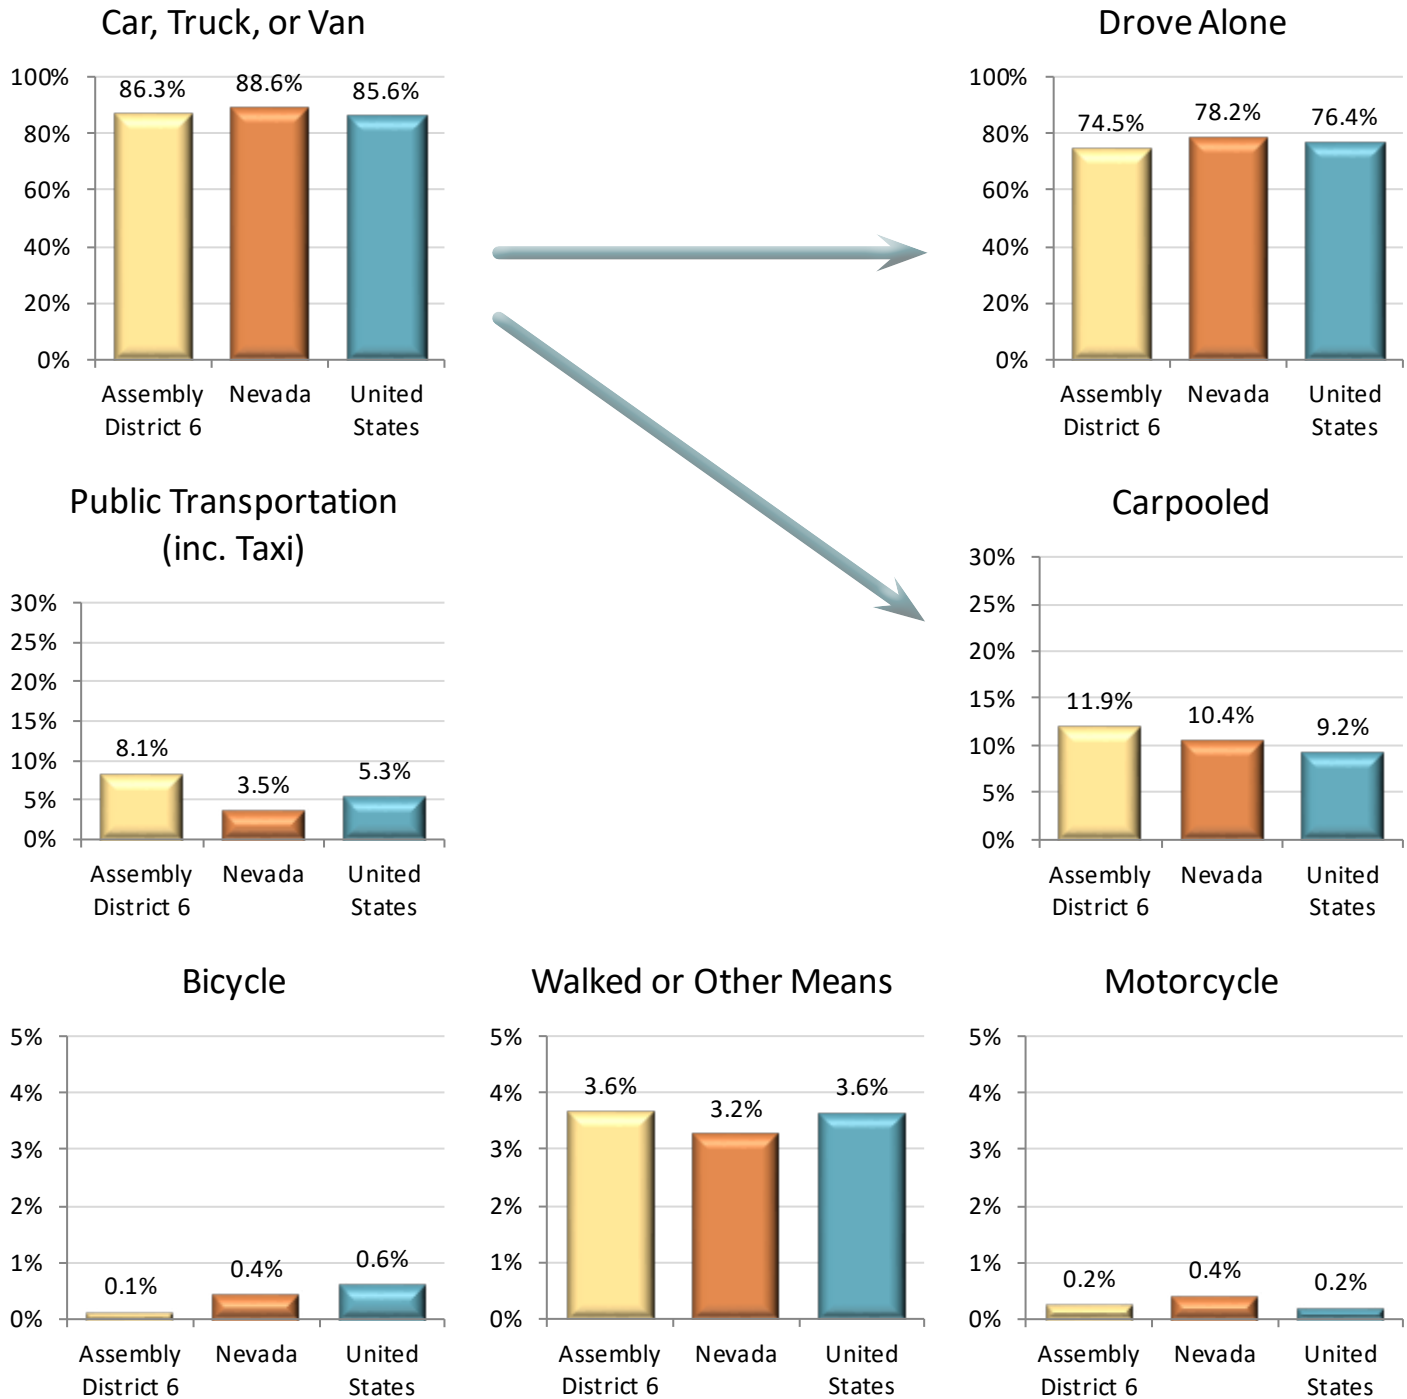 Car, Truck, or Van
100%
80%
60%
40%
20%
0%
86.3%
88.6%
85.6%
Assembly
District 6
Nevada
United
States
Drove Alone
100%
80%
60%
40%
20%
0%
74.5%
78.2%
76.4%
Assembly
District 6
Nevada
United
States
Public Transportation
(inc. Taxi)
30%
25%
20%
15%
10%
5%
0%
8.1%
3.5%
5.3%
Assembly
District 6
Nevada
United
States
Carpooled
30%
25%
20%
15%
10%
5%
0%
11.9%
10.4%
9.2%
Assembly
District 6
Nevada
United
States
Bicycle
5%
4%
3%
2%
1%
0%
0.1%
0.4%
0.6%
Assembly
District 6
Nevada
United
States
Walked or Other Means
5%
4%
3%
2%
1%
0%
3.6%
3.2%
3.6%
Assembly
District 6
Nevada
United
States
Motorcycle
5%
4%
3%
2%
1%
0%
0.2%
0.4%
0.2%
Assembly
District 6
Nevada
United
States